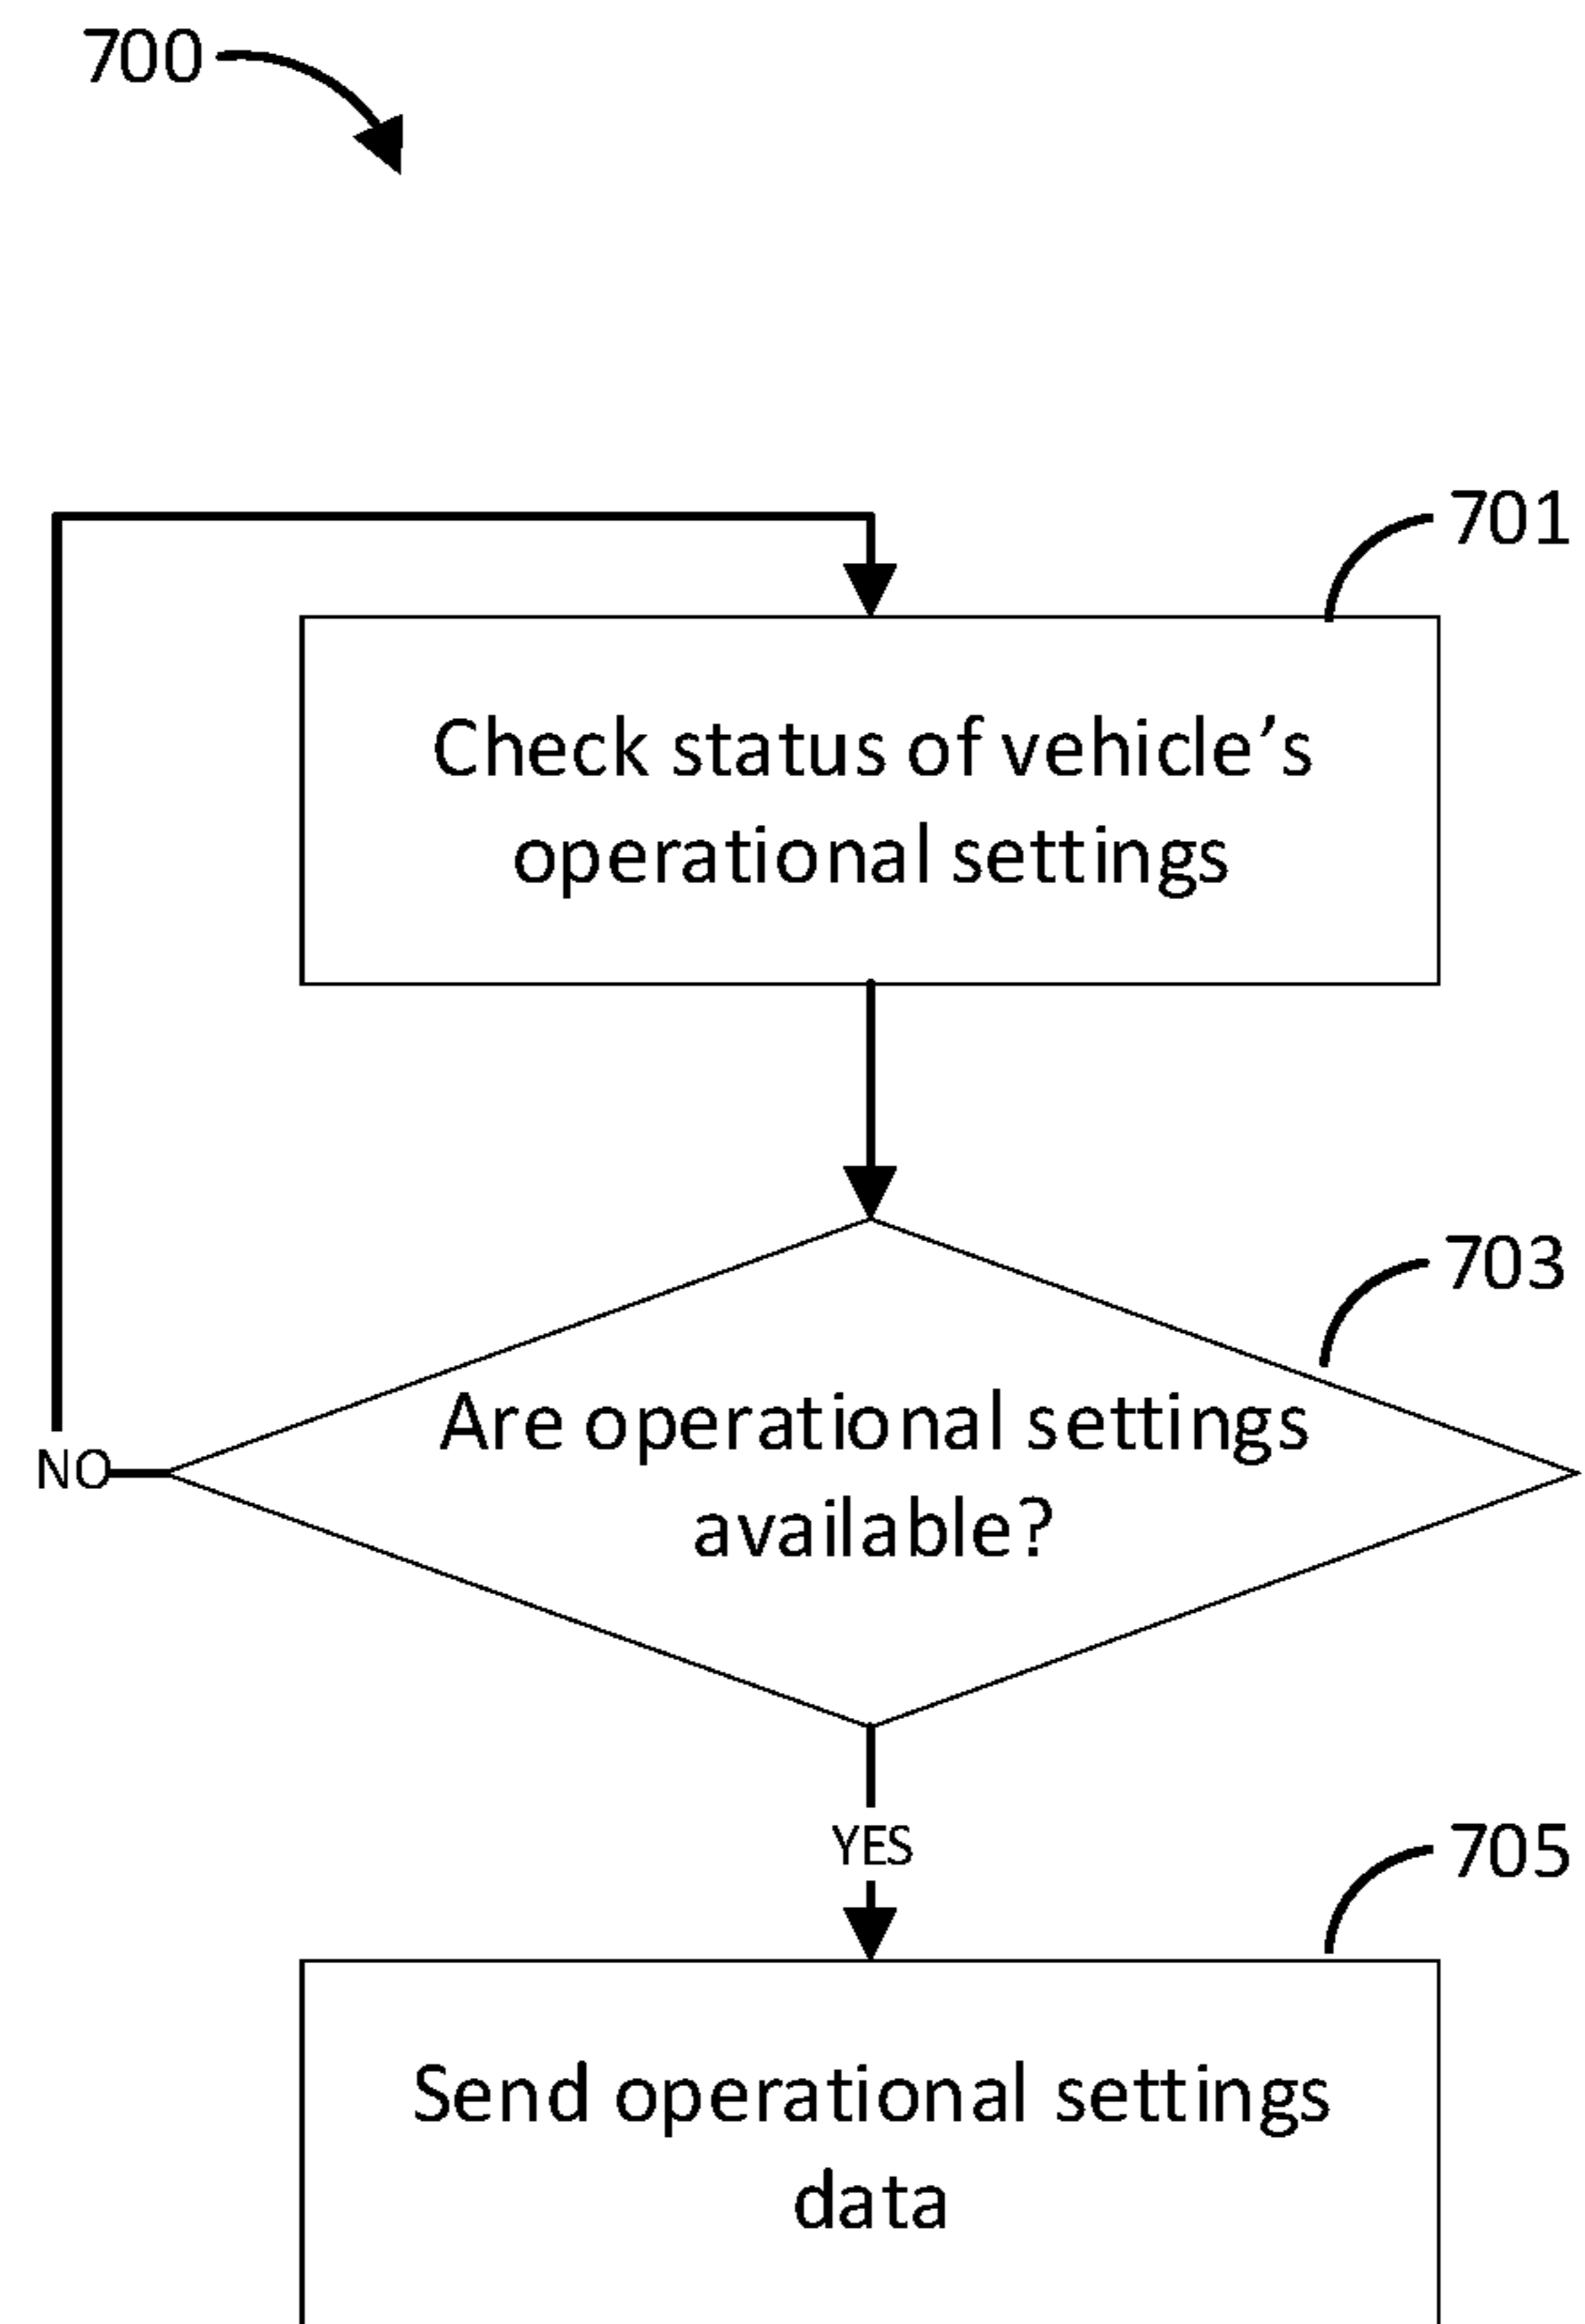 700
701
Check status of vehicle’s
operational settings
703
Are operational settings
available?
NO
YES
705
Send operational settings
data